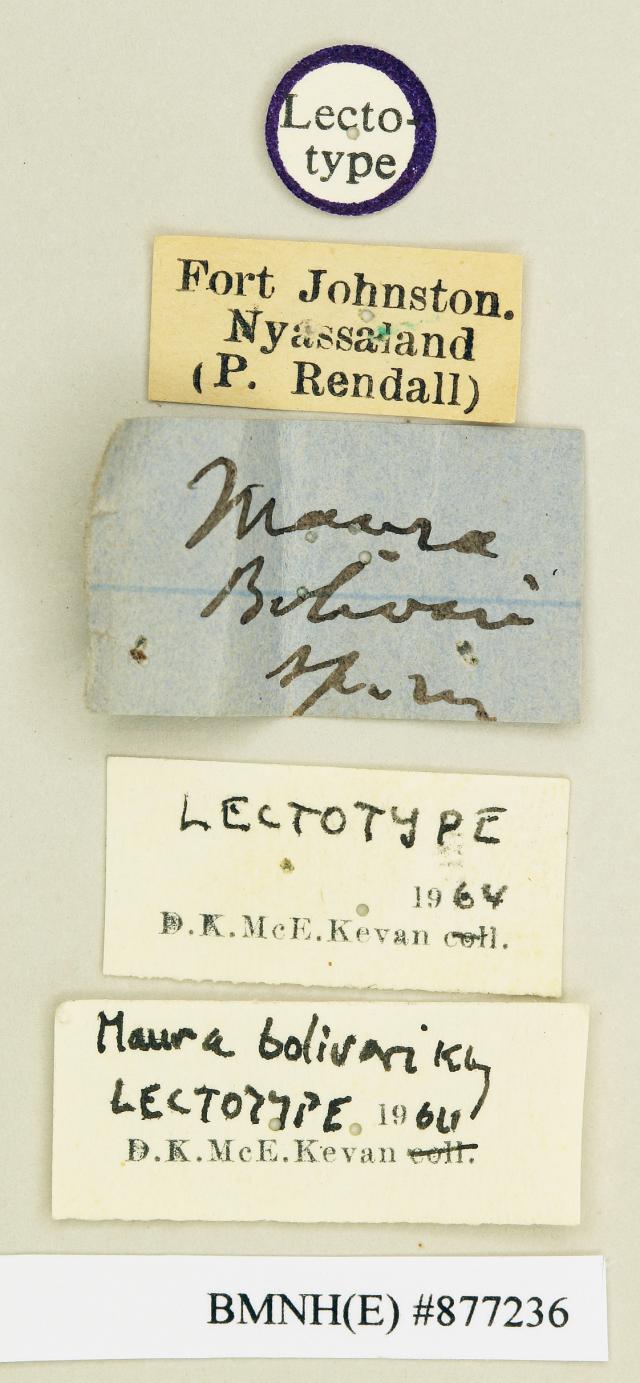 Lecto-
type
Fort Johnston.
Nyassaland
(P. Rendall)
Maura
Bolivari
LECTOTYPE
1964
D.K.McE.Kevan coll.
Maura bolivari Kby
LECTOTYPE 1964
D.K.McE.Kevan coll.
BMNH(E) #877236